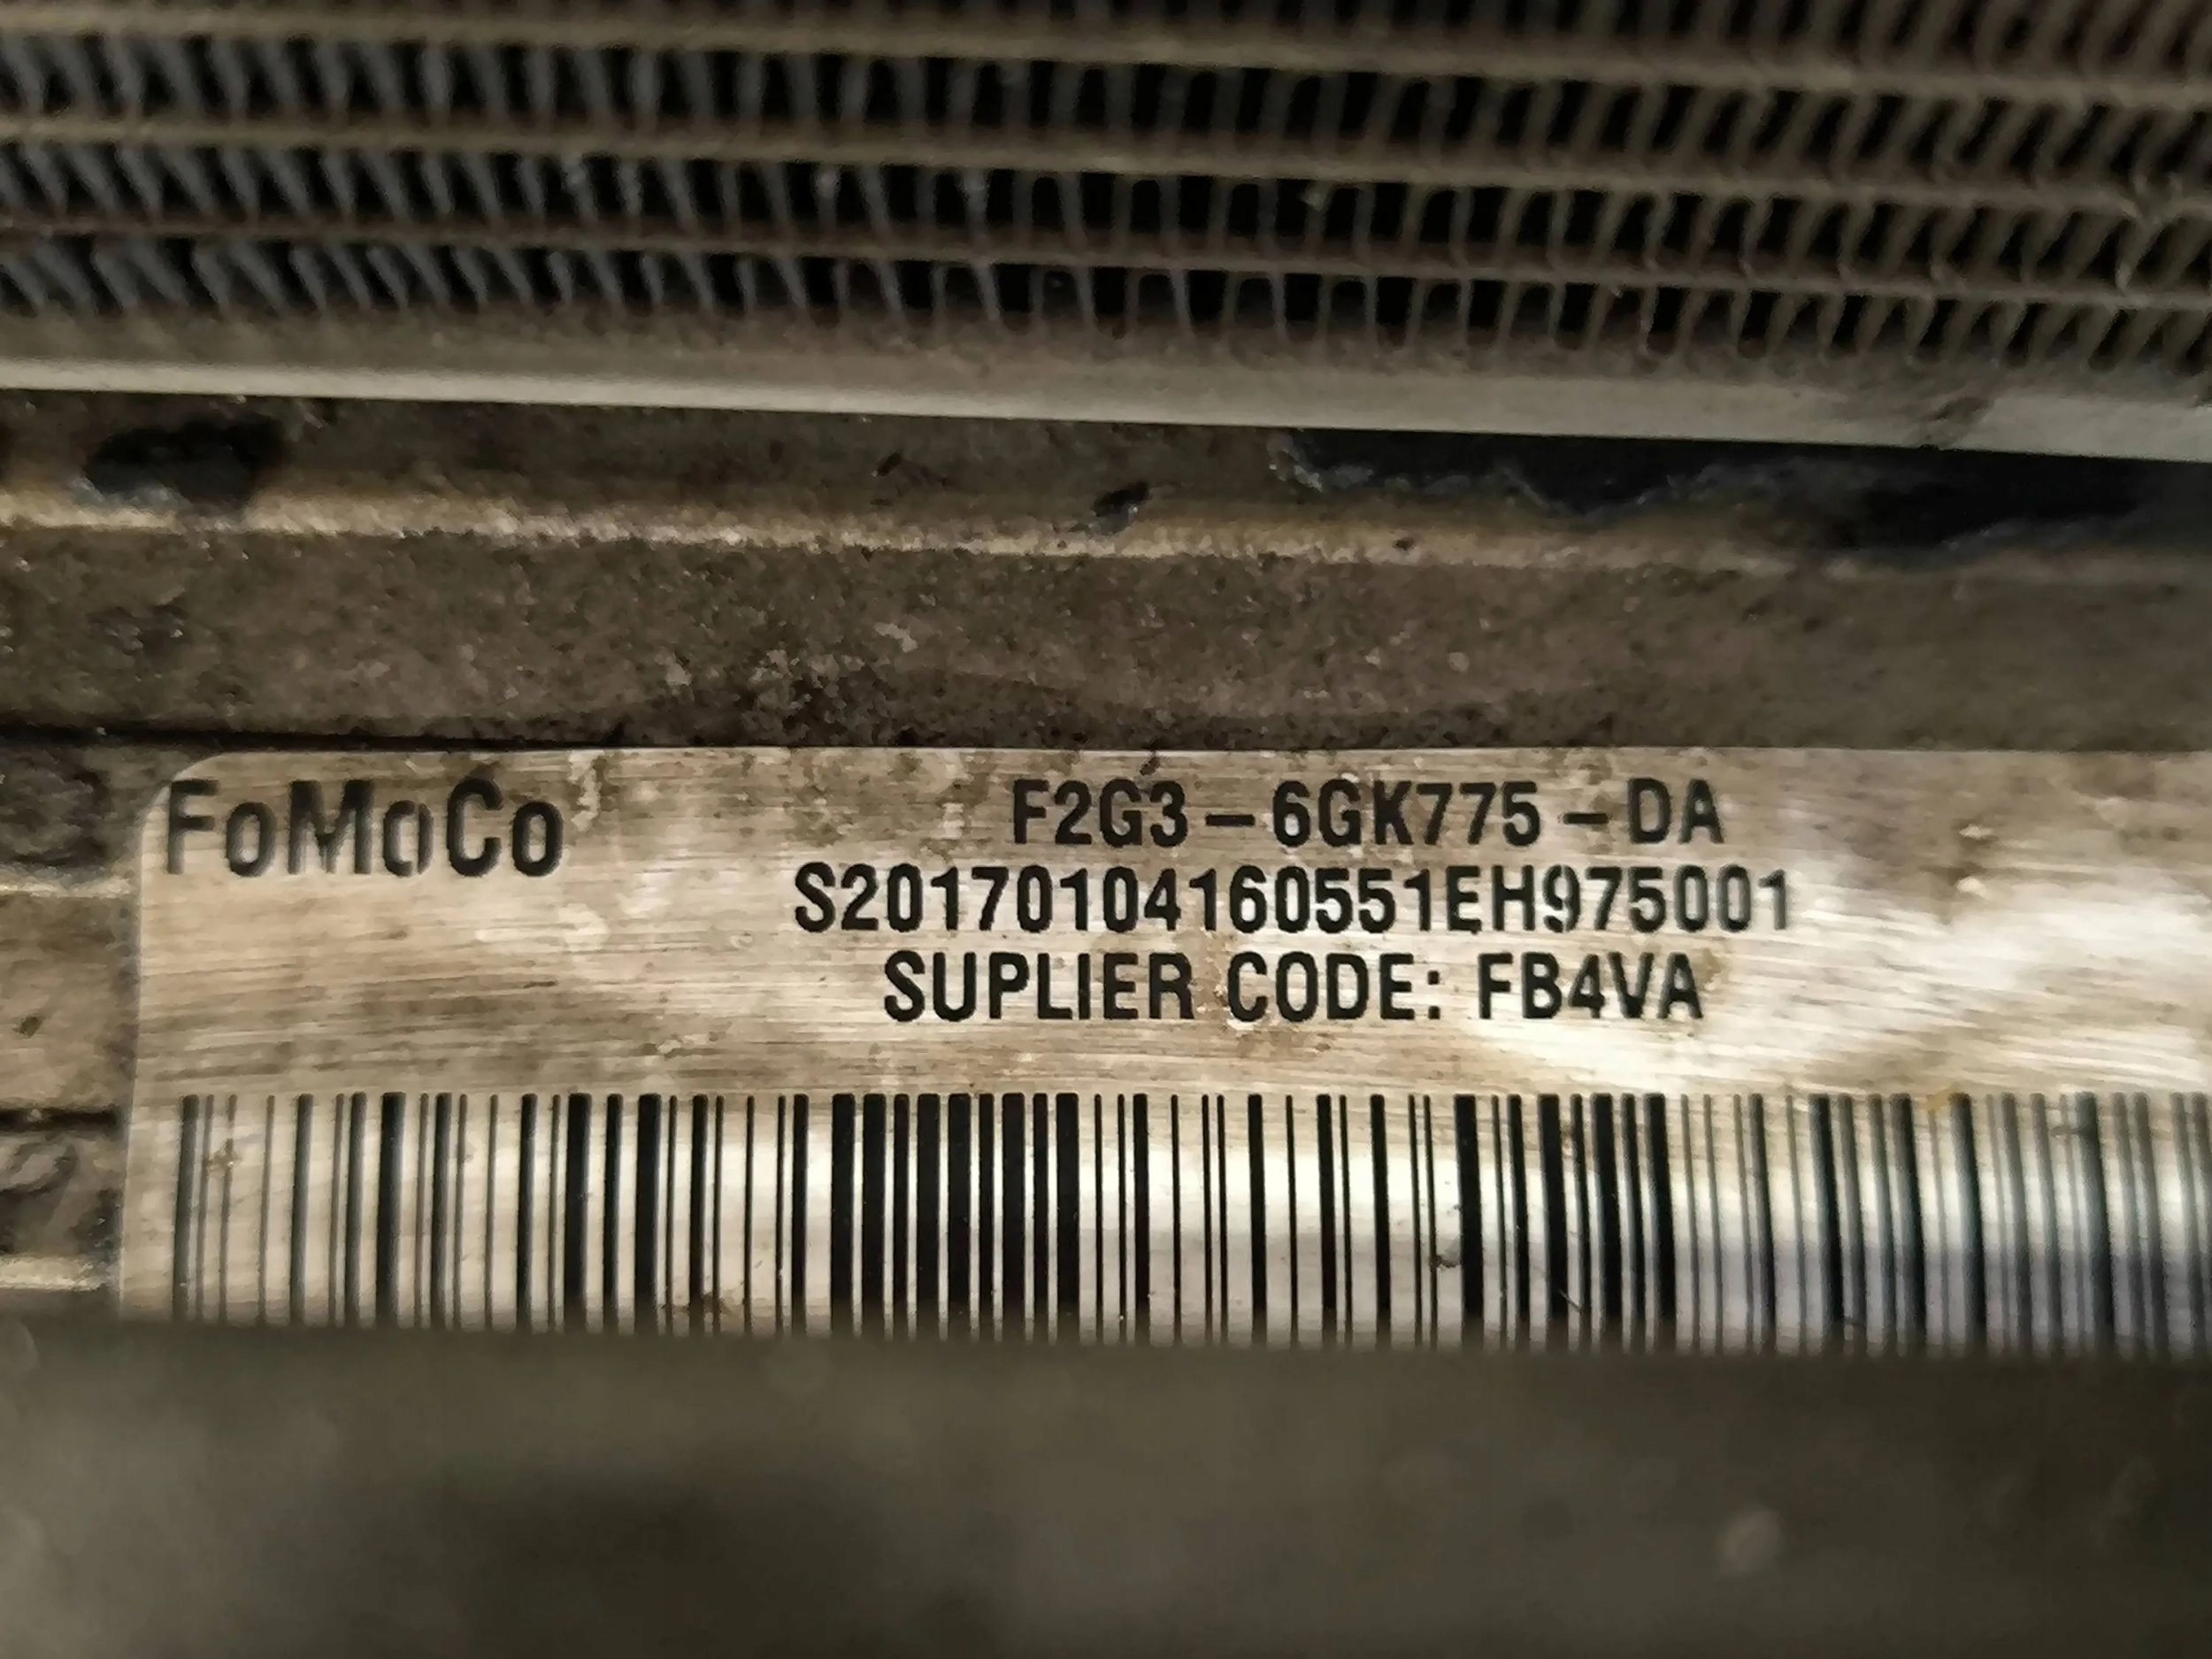 FoMoCo
F2G3-6GK775-DA
S20170104160551EH975001
SUPLIER CODE: FB4VA